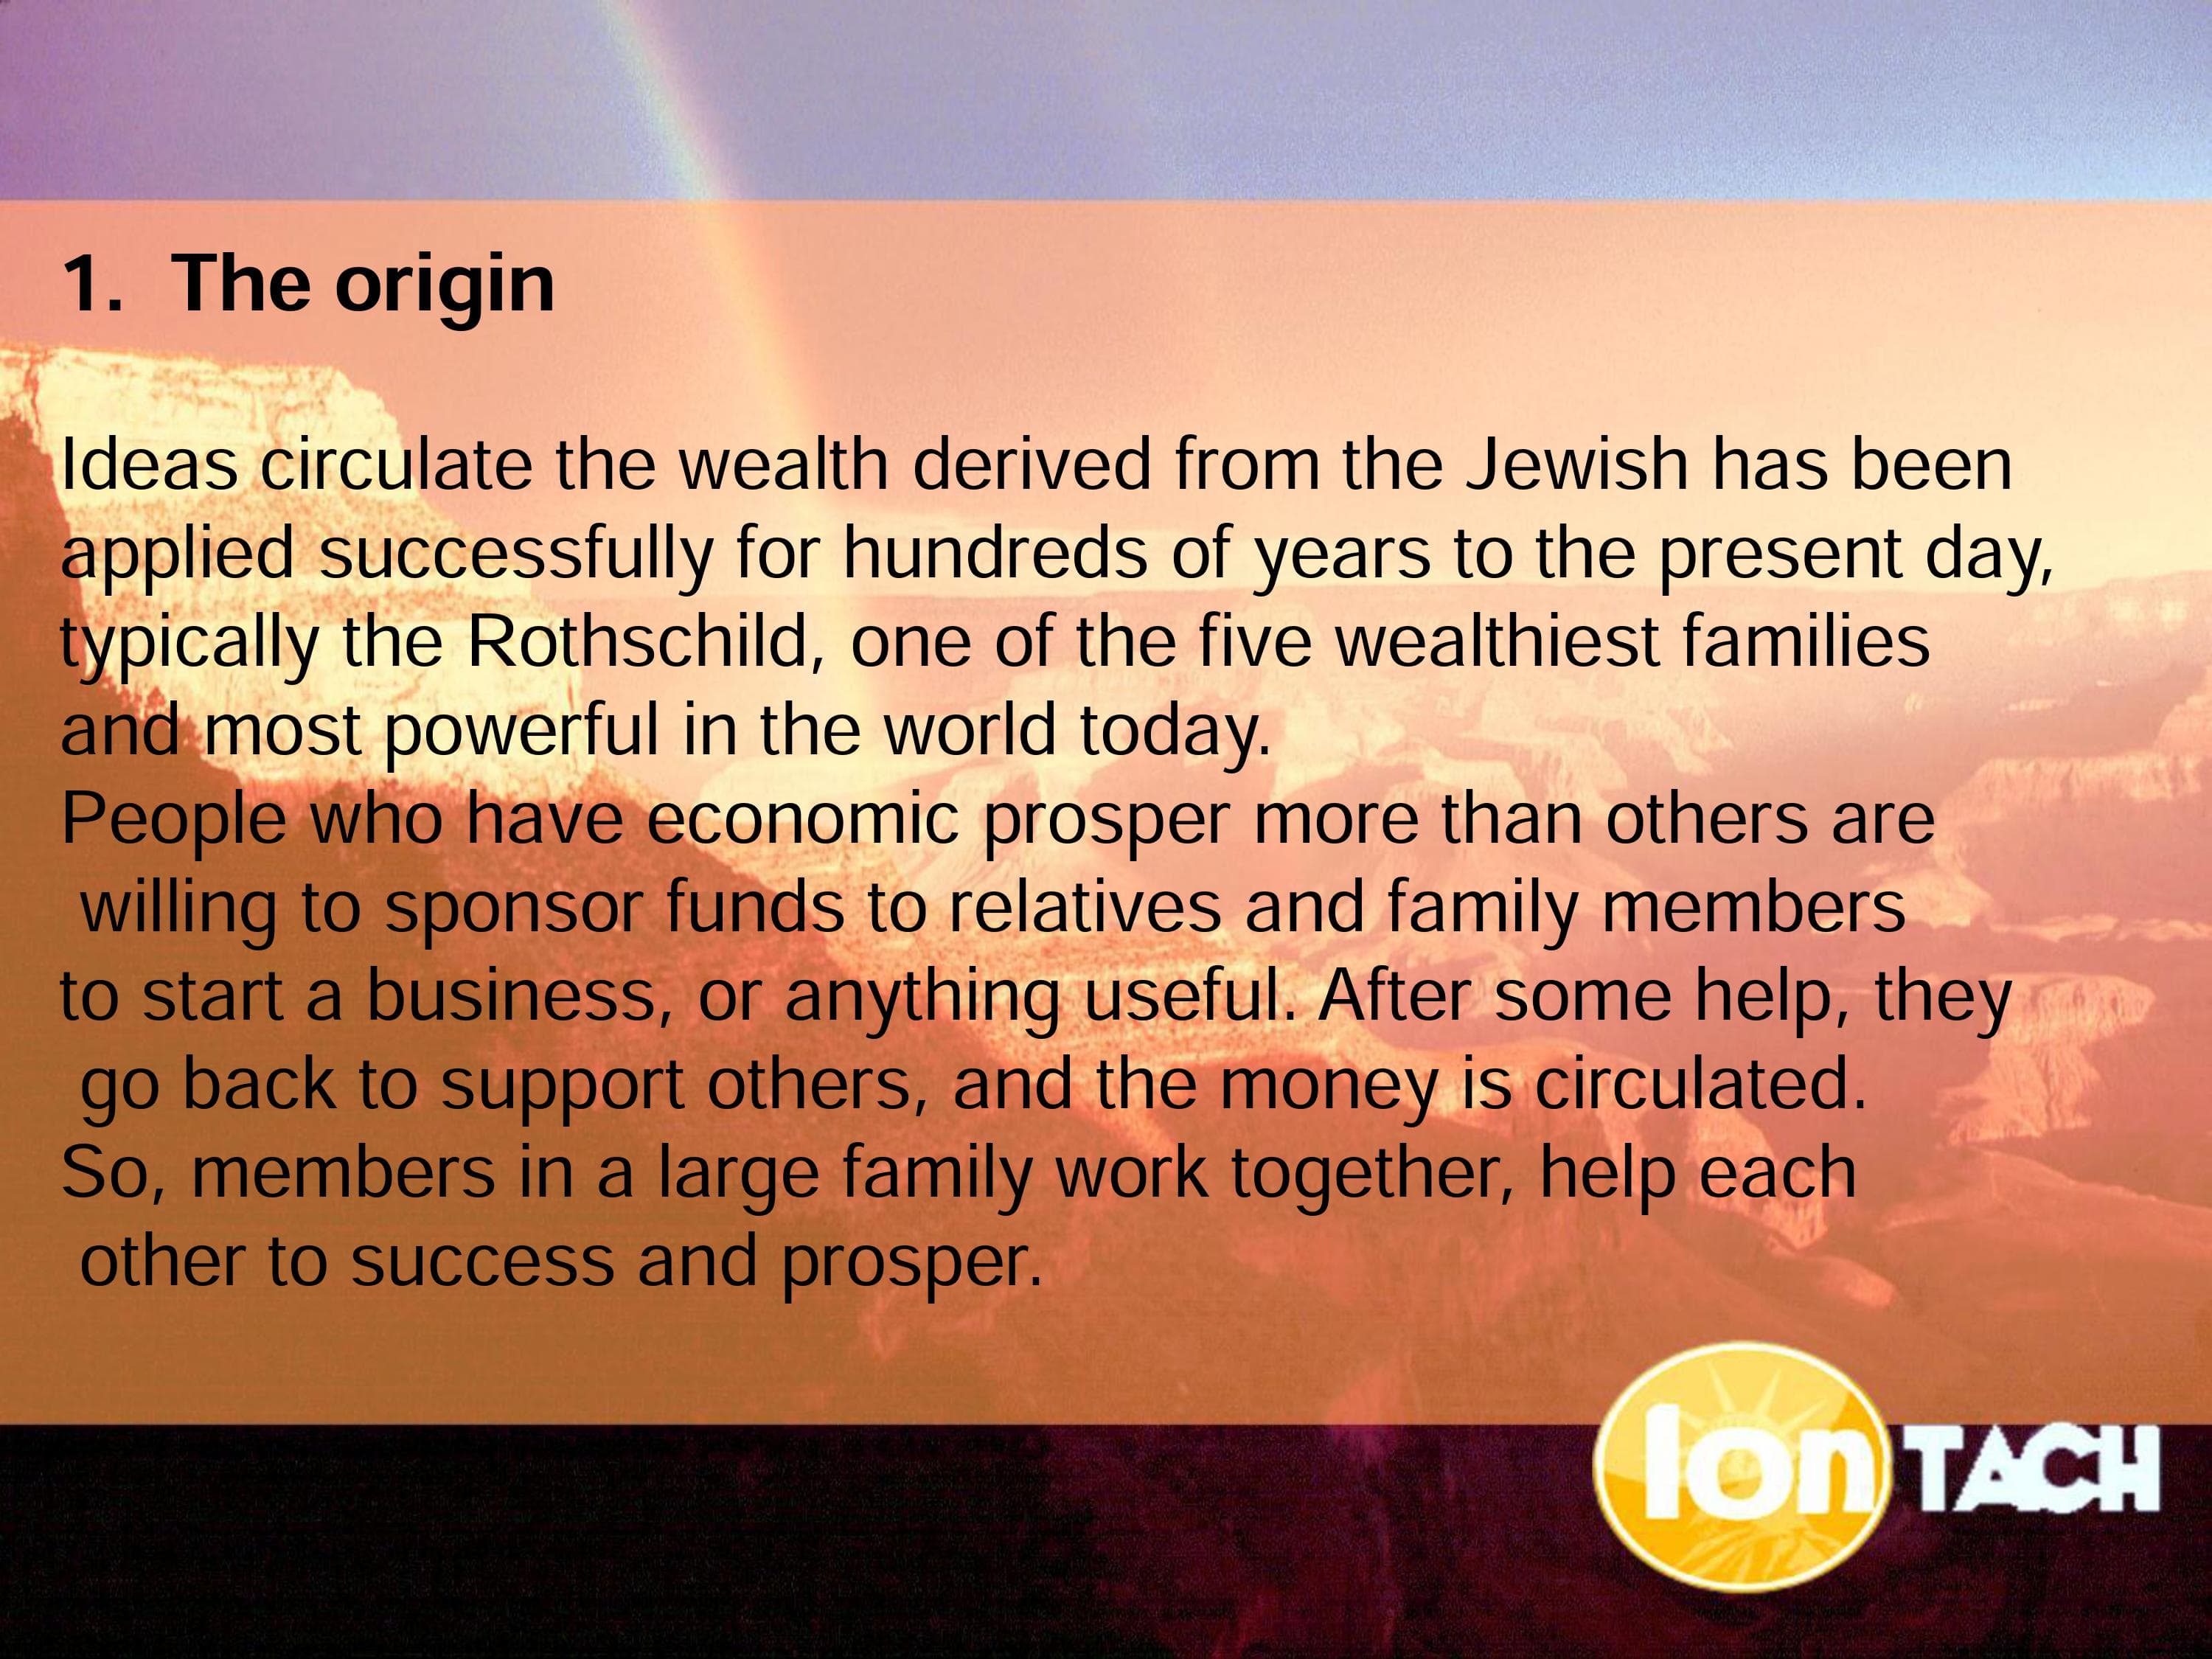 1. The origin
Ideas circulate the wealth derived from the Jewish has been
applied successfully for hundreds of years to the present day,
typically the Rothschild, one of the five wealthiest families
and most powerful in the world today.
People who have economic prosper more than others are
willing to sponsor funds to relatives and family members
to start a business, or anything useful. After some help, they
go back to support others, and the money is circulated.
So, members in a large family work together, help each
other to success and prosper.
Ion TACH